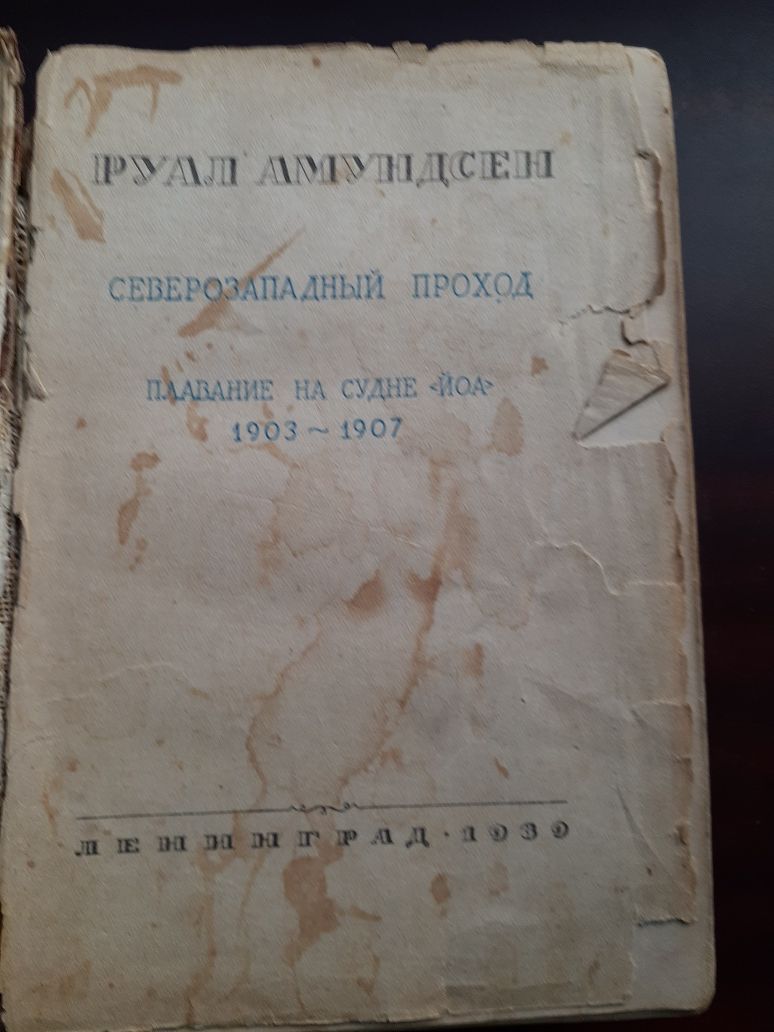 РУАЛ АМУНДСЕН
СЕВЕРОЗАПАДНЫЙ ПРОХОД
ПЛАВАНИЕ НА СУДНЕ «ЙОА»
1903 ~ 1907
ЛЕНИНГРАД · 1939